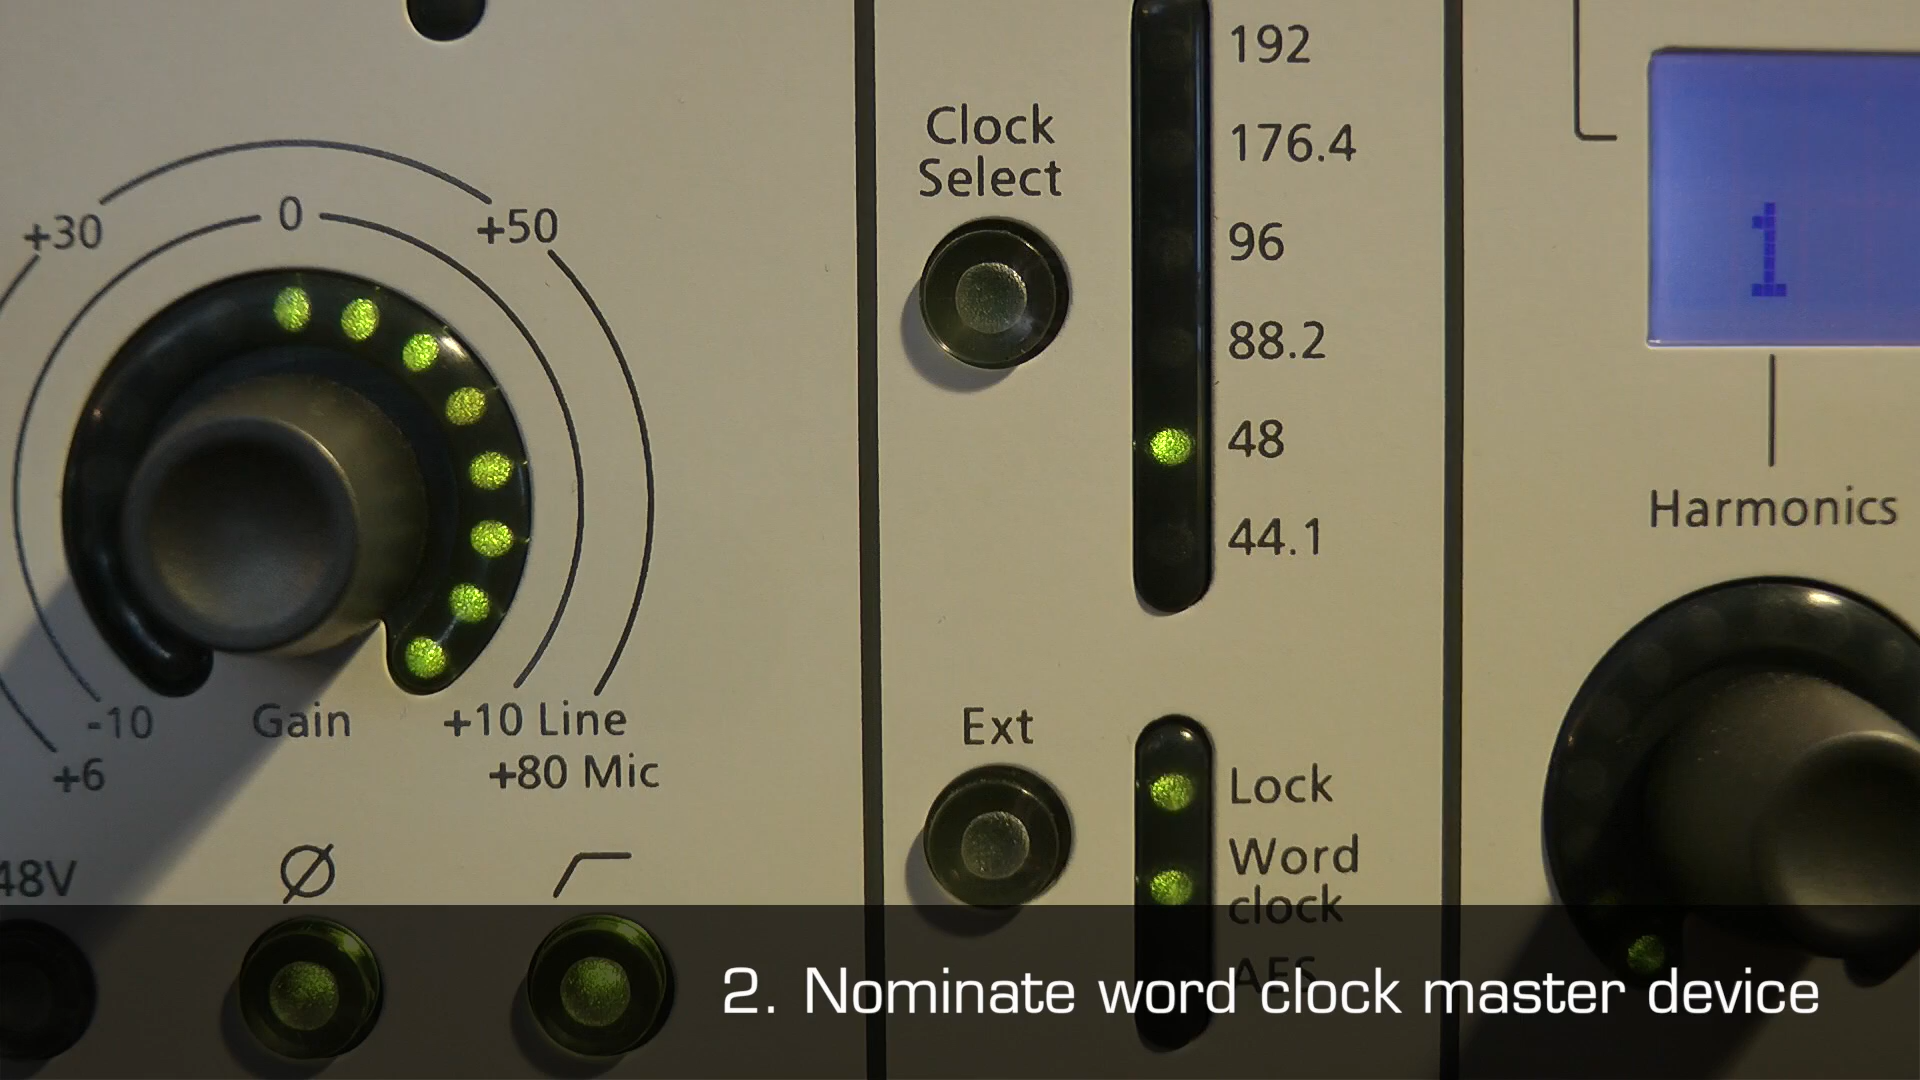 +30
0
+50
-10
Gain
+10 Line
+6
+80 Mic
48V
Ø
Clock
Select
192
176.4
96
88.2
48
44.1
Ext
Lock
Word
clock
AES
1
Harmonics
2. Nominate word clock master device